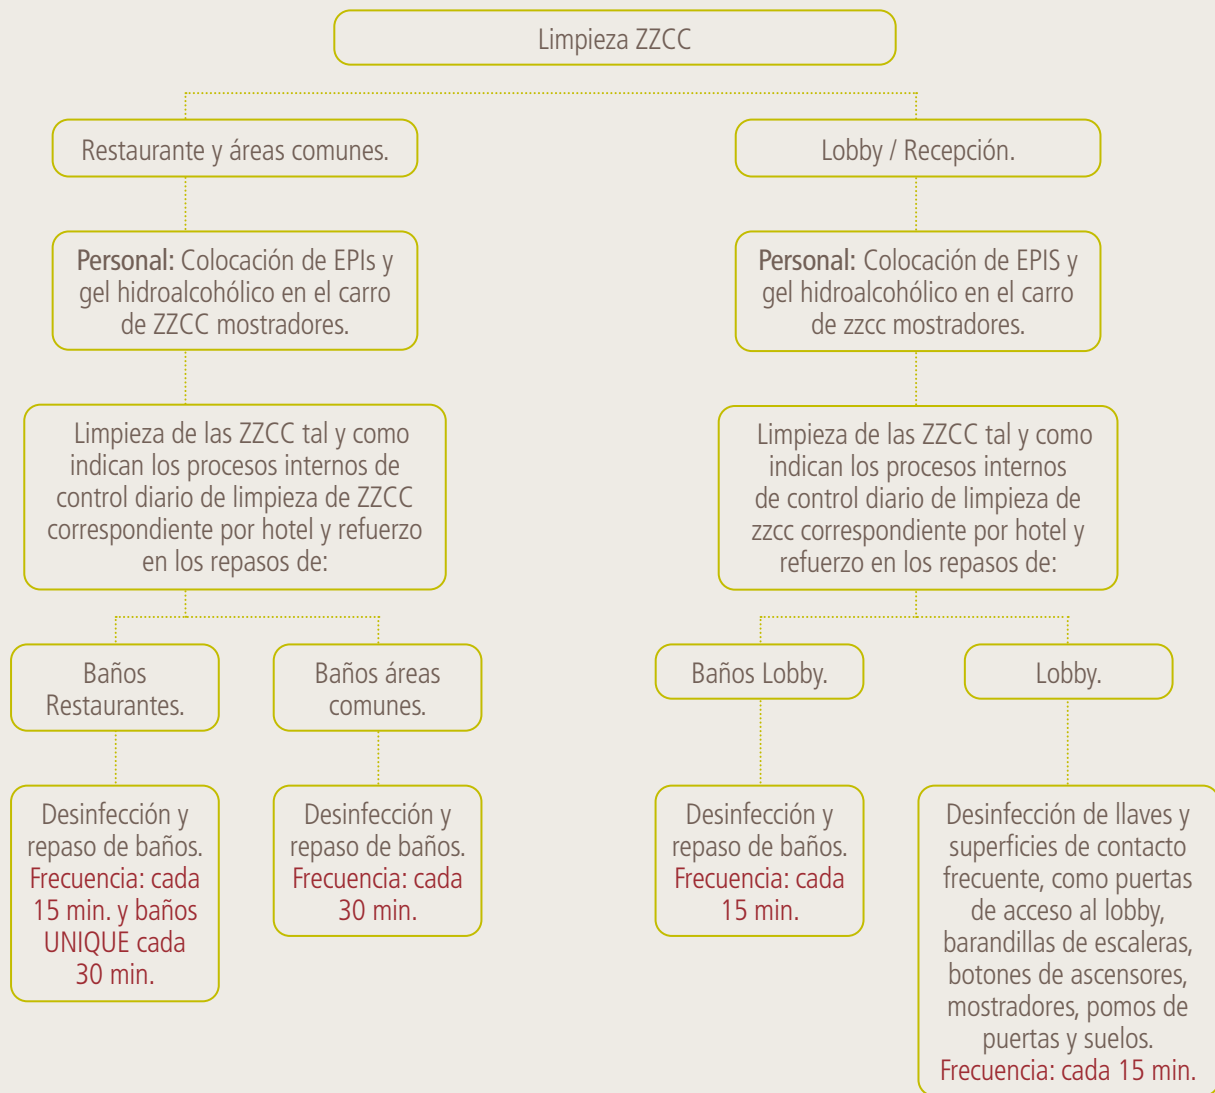 Limpieza ZZCC
Restaurante y áreas comunes.
Lobby / Recepción.
Personal: Colocación de EPIs y
gel hidroalcohólico en el carro
de ZZCC mostradores.
Personal: Colocación de EPIS y
gel hidroalcohólico en el carro
de zzcc mostradores.
Limpieza de las ZZCC tal y como
indican los procesos internos de
control diario de limpieza de ZZCC
correspondiente por hotel y refuerzo
en los repasos de:
Limpieza de las ZZCC tal y como
indican los procesos internos
de control diario de limpieza de
zzcc correspondiente por hotel y
refuerzo en los repasos de:
Baños
Restaurantes.
Baños áreas
comunes.
Baños Lobby.
Lobby.
Desinfección y
repaso de baños.
Frecuencia: cada
15 min. y baños
UNIQUE cada
30 min.
Desinfección y
repaso de baños.
Frecuencia: cada
30 min.
Desinfección y
repaso de baños.
Frecuencia: cada
15 min.
Desinfección de llaves y
superficies de contacto
frecuente, como puertas
de acceso al lobby,
barandillas de escaleras,
botones de ascensores,
mostradores, pomos de
puertas y suelos.
Frecuencia: cada 15 min.